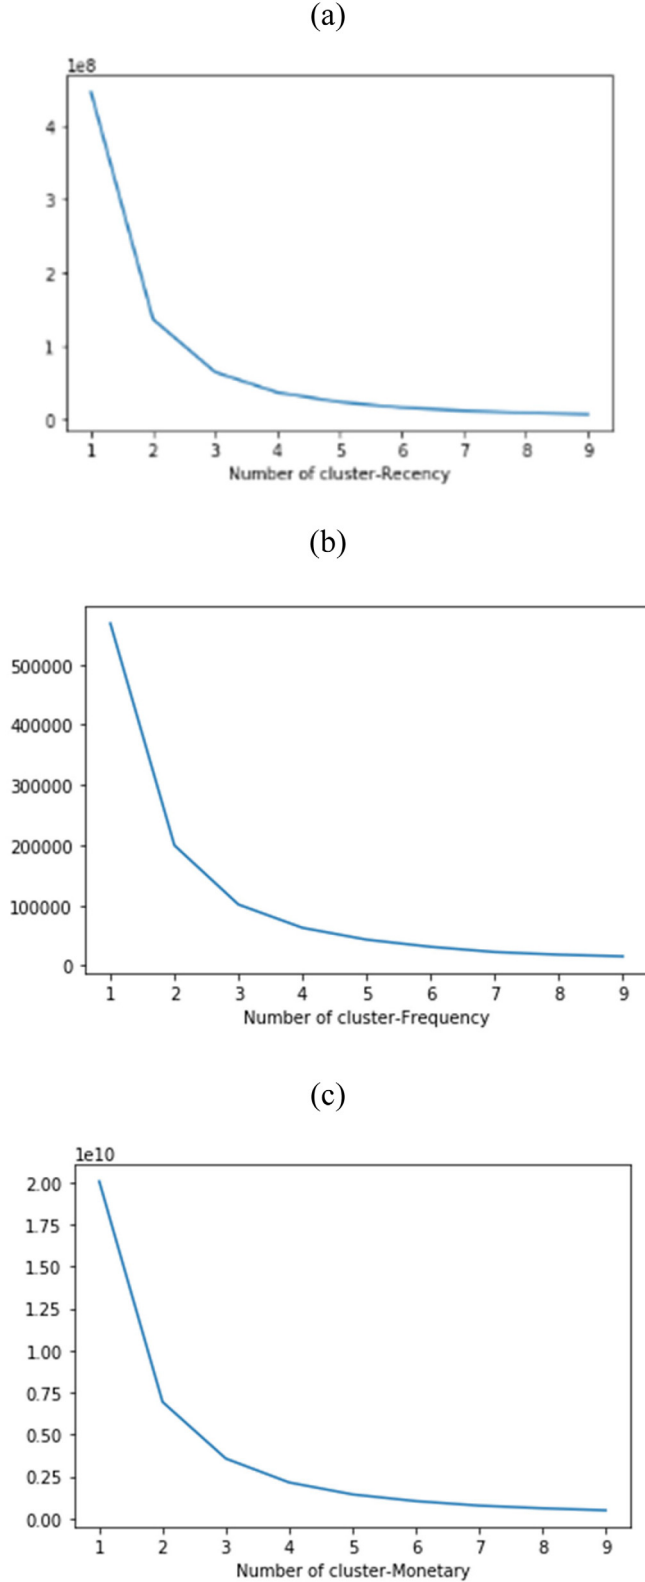 (a)
1e8
4
3
2
1
0
1 2 3 4 5 6 7 8 9
Number of cluster-Recency
(b)
500000
400000
300000
200000
100000
0
1 2 3 4 5 6 7 8 9
Number of cluster-Frequency
(c)
1e10
2.00
1.75
1.50
1.25
1.00
0.75
0.50
0.25
0.00
1 2 3 4 5 6 7 8 9
Number of cluster-Monetary